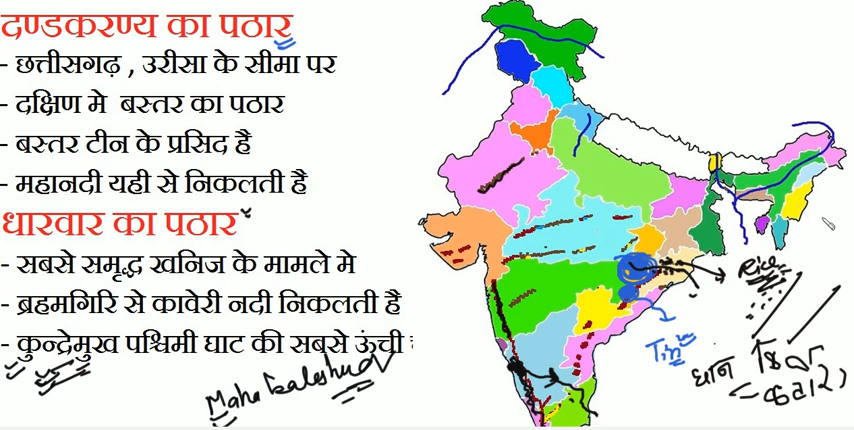 दण्डकरण्य का पठार
- छत्तीसगढ़ , उरीसा के सीमा पर
- दक्षिण मे बस्तर का पठार
- बस्तर टीन के प्रसिद है
- महानदी यही से निकलती है
धारवार का पठार
- सबसे समृद्ध खनिज के मामले मे
- ब्रहमगिरि से कावेरी नदी निकलती है
- कुन्द्रेमुख पश्चिमी घाट की सबसे ऊंची
Rice
Tin
धान